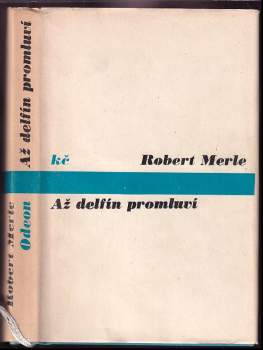 Robert Merle Odeon Až delfín promluví
kč
Robert Merle
Až delfín promluví